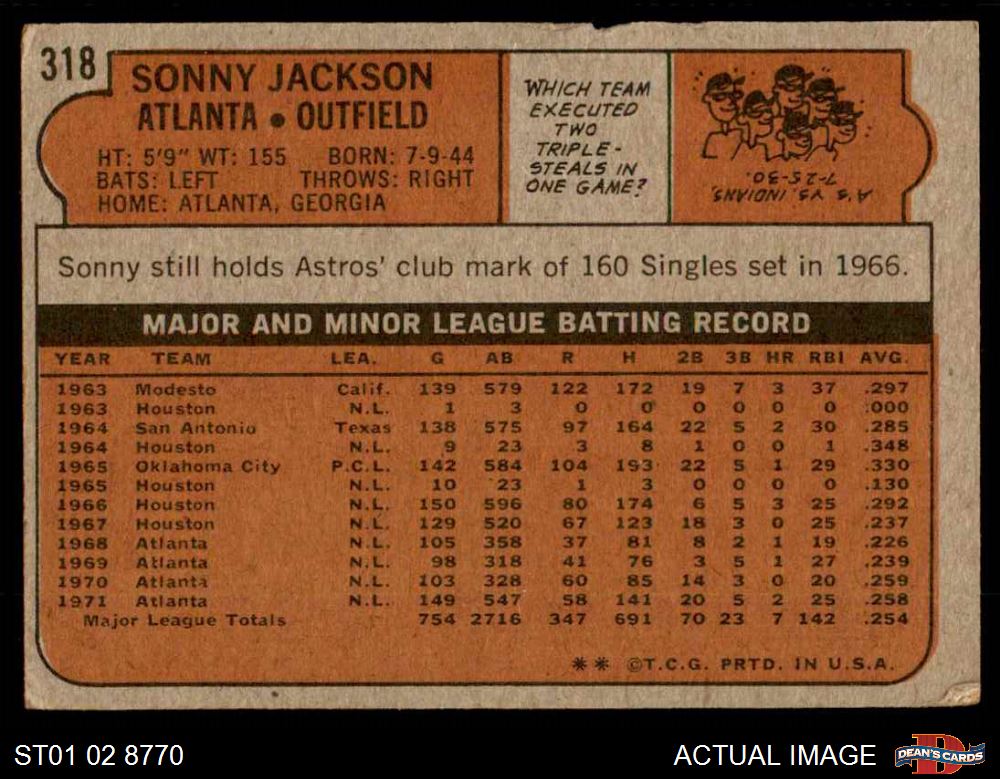 318
SONNY JACKSON
ATLANTA • OUTFIELD
HT: 5'9" WT: 155 BORN: 7-9-44
BATS: LEFT THROWS: RIGHT
HOME: ATLANTA, GEORGIA
WHICH TEAM
EXECUTED
TWO
TRIPLE-
STEALS IN
ONE GAME?
A'S VS. INDIANS,
7-25-30.
Sonny still holds Astros' club mark of 160 Singles set in 1966.
MAJOR AND MINOR LEAGUE BATTING RECORD
YEAR TEAM LEA. G AB R H 2B 3B HR RBI AVG.
1963 Modesto Calif. 139 579 122 172 19 7 3 37 .297
1963 Houston N.L. 1 3 0 0 0 0 0 0 .000
1964 San Antonio Texas 138 575 97 164 22 5 2 30 .285
1964 Houston N.L. 9 23 3 8 1 0 0 1 .348
1965 Oklahoma City P.C.L. 142 584 104 193 22 5 1 29 .330
1965 Houston N.L. 10 23 1 3 0 0 0 0 .130
1966 Houston N.L. 150 596 80 174 6 5 3 25 .292
1967 Houston N.L. 129 520 67 123 18 3 0 25 .237
1968 Atlanta N.L. 105 358 37 81 8 2 1 19 .226
1969 Atlanta N.L. 98 318 41 76 3 5 1 27 .239
1970 Atlanta N.L. 103 328 60 85 14 3 0 20 .259
1971 Atlanta N.L. 149 547 58 141 20 5 2 25 .258
Major League Totals 754 2716 347 691 70 23 7 142 .254
** ©T.C.G. PRTD. IN U.S.A.
ST01 02 8770
ACTUAL IMAGE
D
DEAN'S CARDS